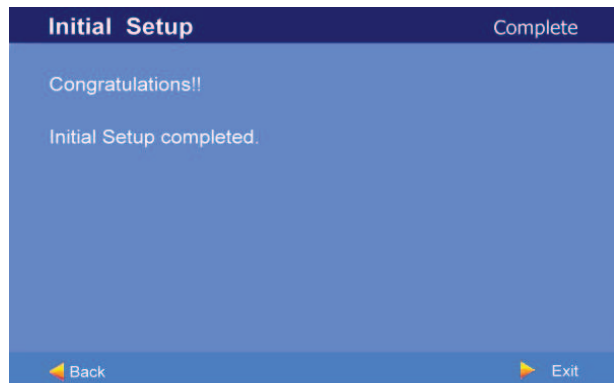 Initial Setup Complete
Congratulations!!
Initial Setup completed.
Back Exit